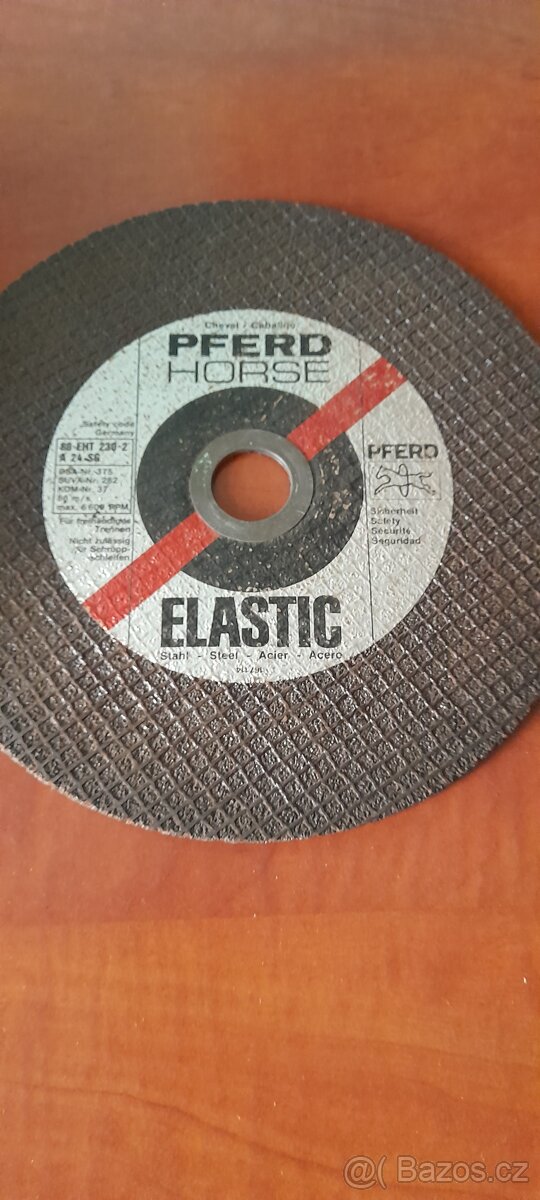 Cheval - Caballo
PFERD
HORSE
Safety code
Germany
80 EHT 230-2
A 24 SG
DSA-Nr. 375
SUVA-Nr. 262
KOM-Nr. 37
80 m/s
max. 6600 RPM
Für freihändiges
Trennen
Nicht zulässig
für Schrupp-
schleifen
PFERD
Sicherheit
Safety
Sécurité
Seguridad
ELASTIC
Stahl - Steel - Acier - Acero
@( Bazos.cz